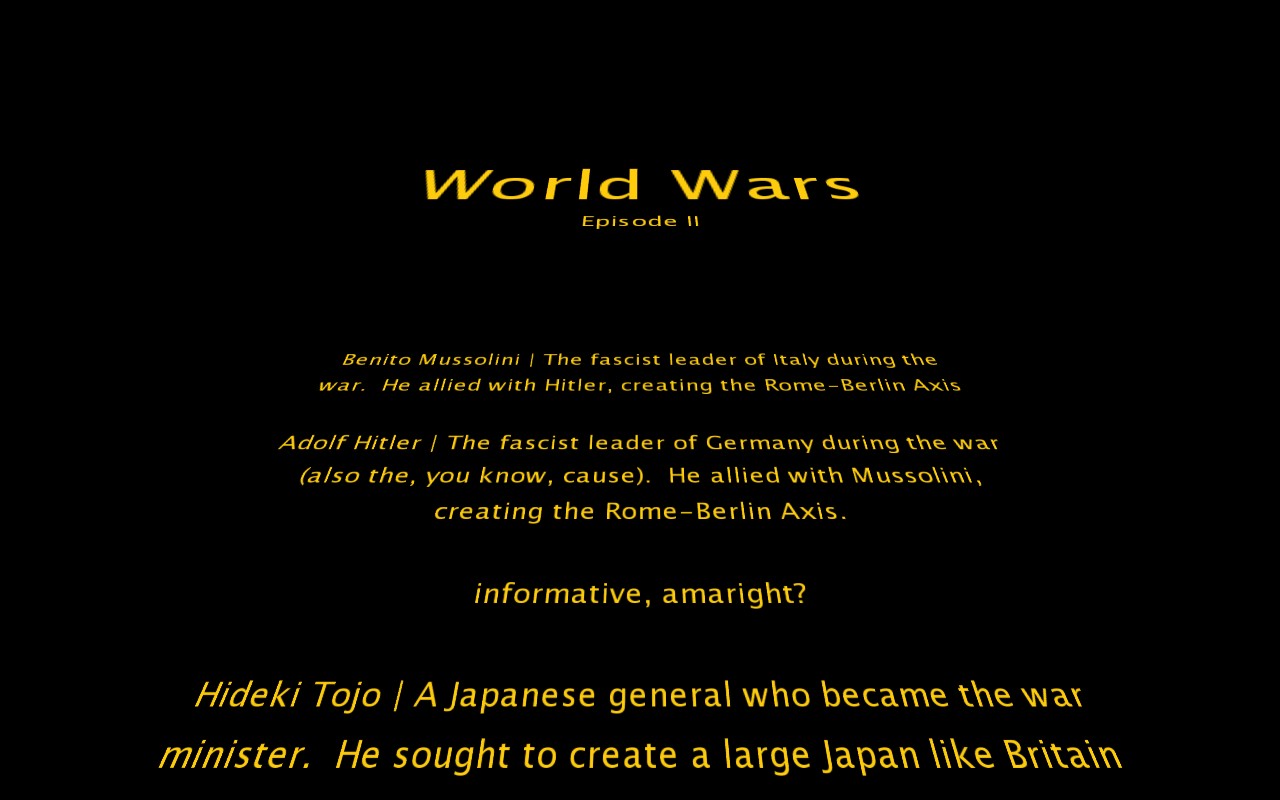 World Wars
Episode II
Benito Mussolini | The fascist leader of Italy during the
war.  He allied with Hitler, creating the Rome-Berlin Axis
Adolf Hitler | The fascist leader of Germany during the war
(also the, you know, cause).  He allied with Mussolini,
creating the Rome-Berlin Axis.
informative, amaright?
Hideki Tojo | A Japanese general who became the war
minister.  He sought to create a large Japan like Britain